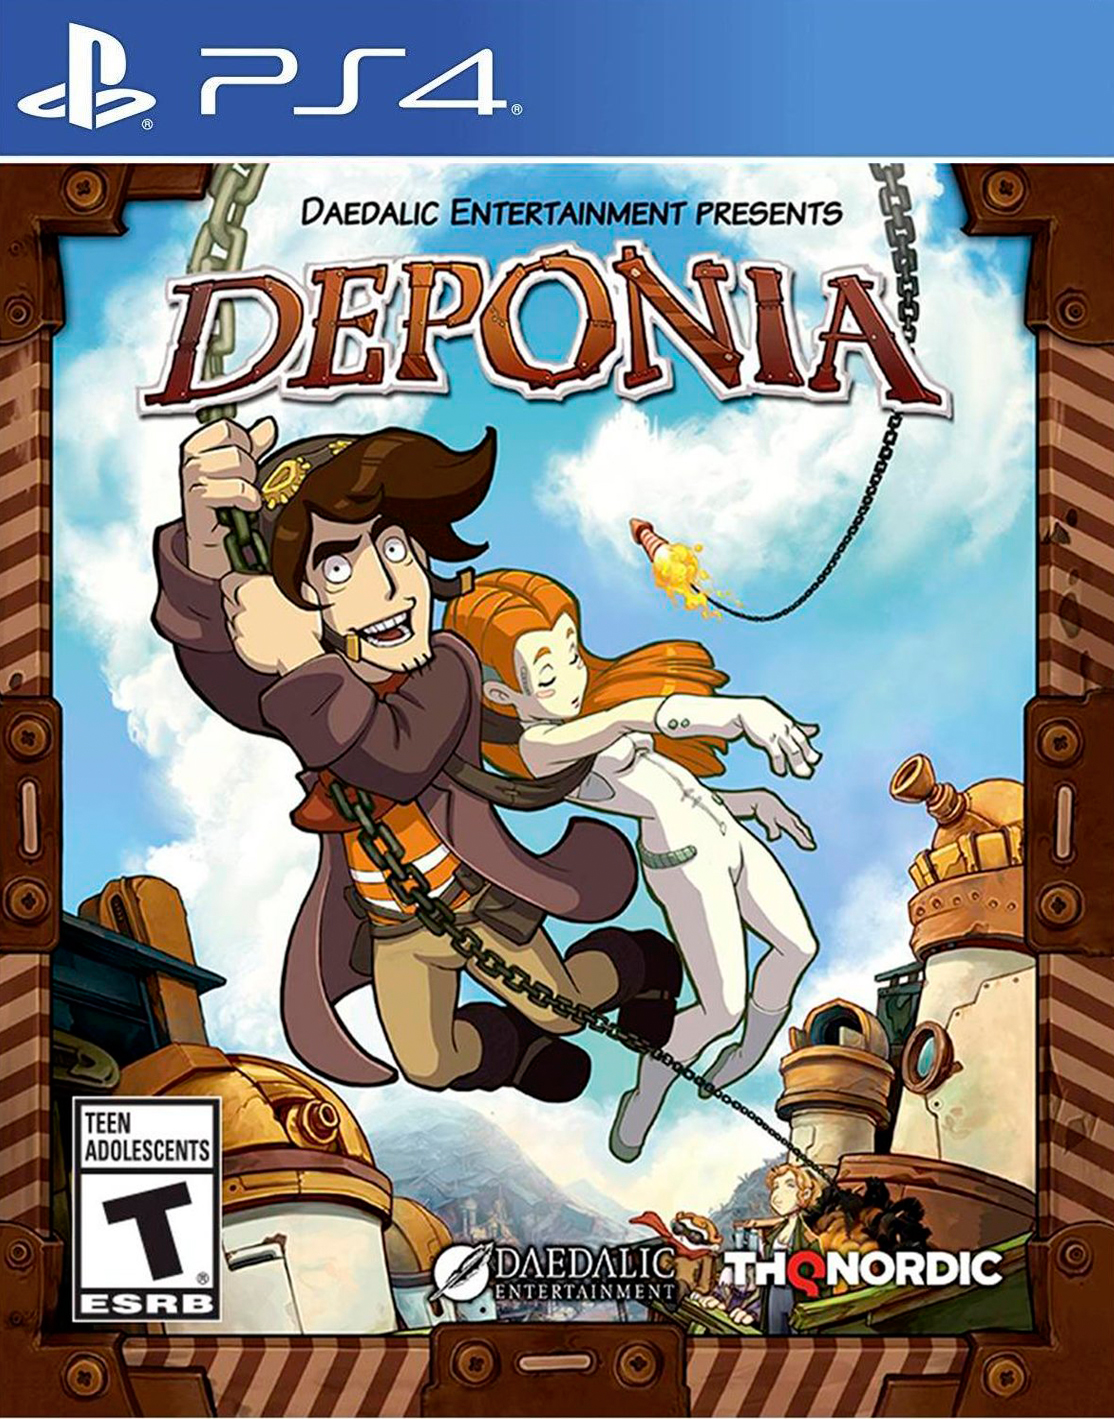 PS4
DAEDALIC ENTERTAINMENT PRESENTS
DEPONIA
TEEN
ADOLESCENTS
T
ESRB
DAEDALIC
ENTERTAINMENT
THQNORDIC